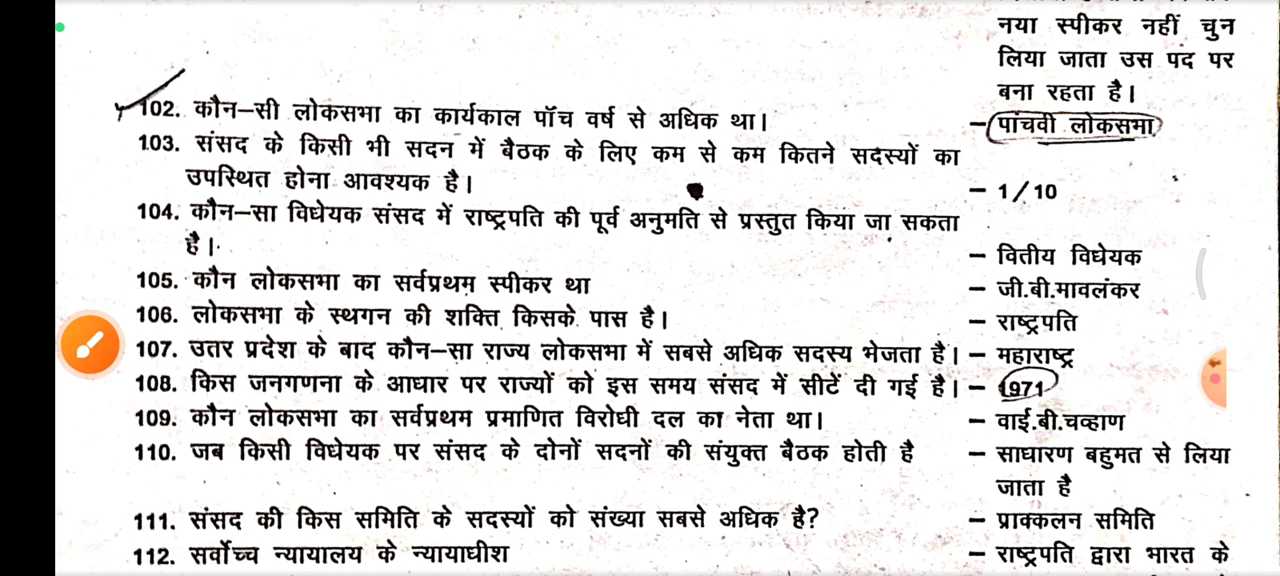 नया स्पीकर नहीं चुन
लिया जाता उस पद पर
बना रहता है।
102. कौन–सी लोकसभा का कार्यकाल पॉच वर्ष से अधिक था। – पांचवी लोकसभा
103. संसद के किसी भी सदन में बैठक के लिए कम से कम कितने सदस्यों का
उपस्थित होना आवश्यक है। – 1/10
104. कौन–सा विधेयक संसद में राष्ट्रपति की पूर्व अनुमति से प्रस्तुत किया जा सकता
है। – वितीय विधेयक
105. कौन लोकसभा का सर्वप्रथम स्पीकर था – जी.बी.मावलंकर
106. लोकसभा के स्थगन की शक्ति किसके पास है। – राष्ट्रपति
107. उतर प्रदेश के बाद कौन–सा राज्य लोकसभा में सबसे अधिक सदस्य भेजता है। – महाराष्ट्र
108. किस जनगणना के आधार पर राज्यों को इस समय संसद में सीटें दी गई है। – 1971
109. कौन लोकसभा का सर्वप्रथम प्रमाणित विरोधी दल का नेता था। – वाई.बी.चव्हाण
110. जब किसी विधेयक पर संसद के दोनों सदनों की संयुक्त बैठक होती है – साधारण बहुमत से लिया
जाता है
111. संसद की किस समिति के सदस्यों को संख्या सबसे अधिक है? – प्राक्कलन समिति
112. सर्वोच्च न्यायालय के न्यायाधीश – राष्ट्रपति द्वारा भारत के